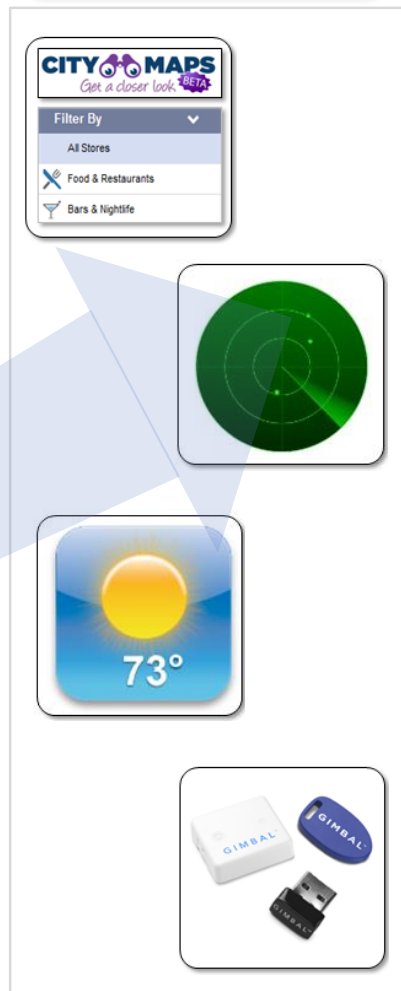 CITY MAPS
Get a closer look BETA
Filter By
All Stores
Food & Restaurants
Bars & Nightlife
73°
GIMBAL
GIMBAL
GIMBAL